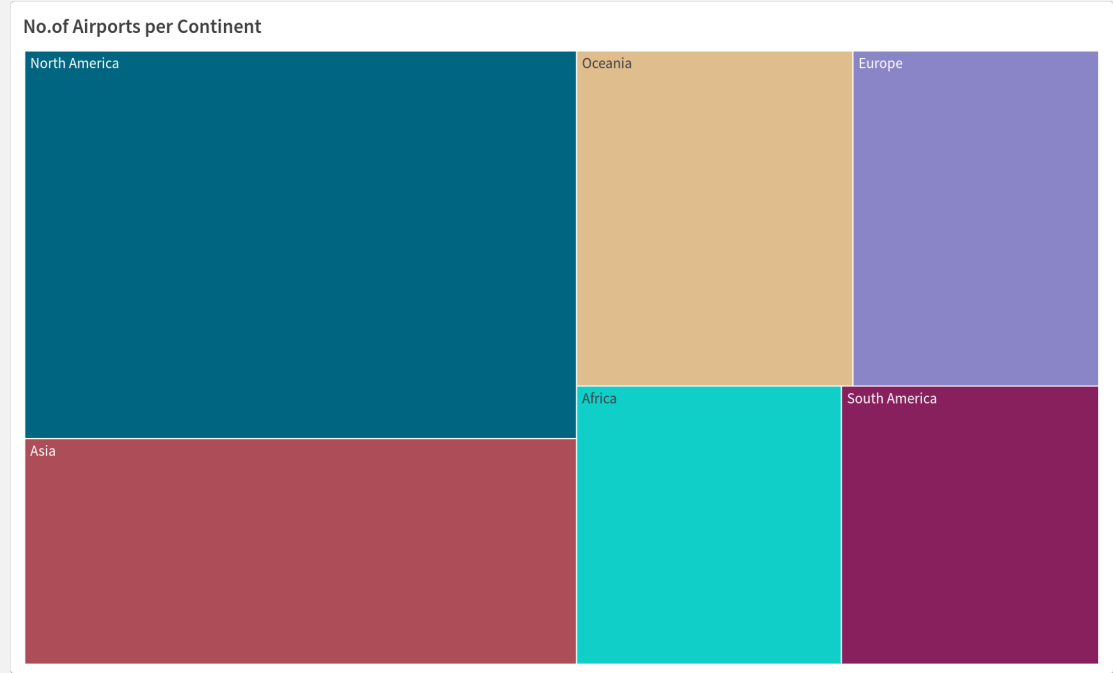 No.of Airports per Continent
North America
Oceania
Europe
Asia
Africa
South America